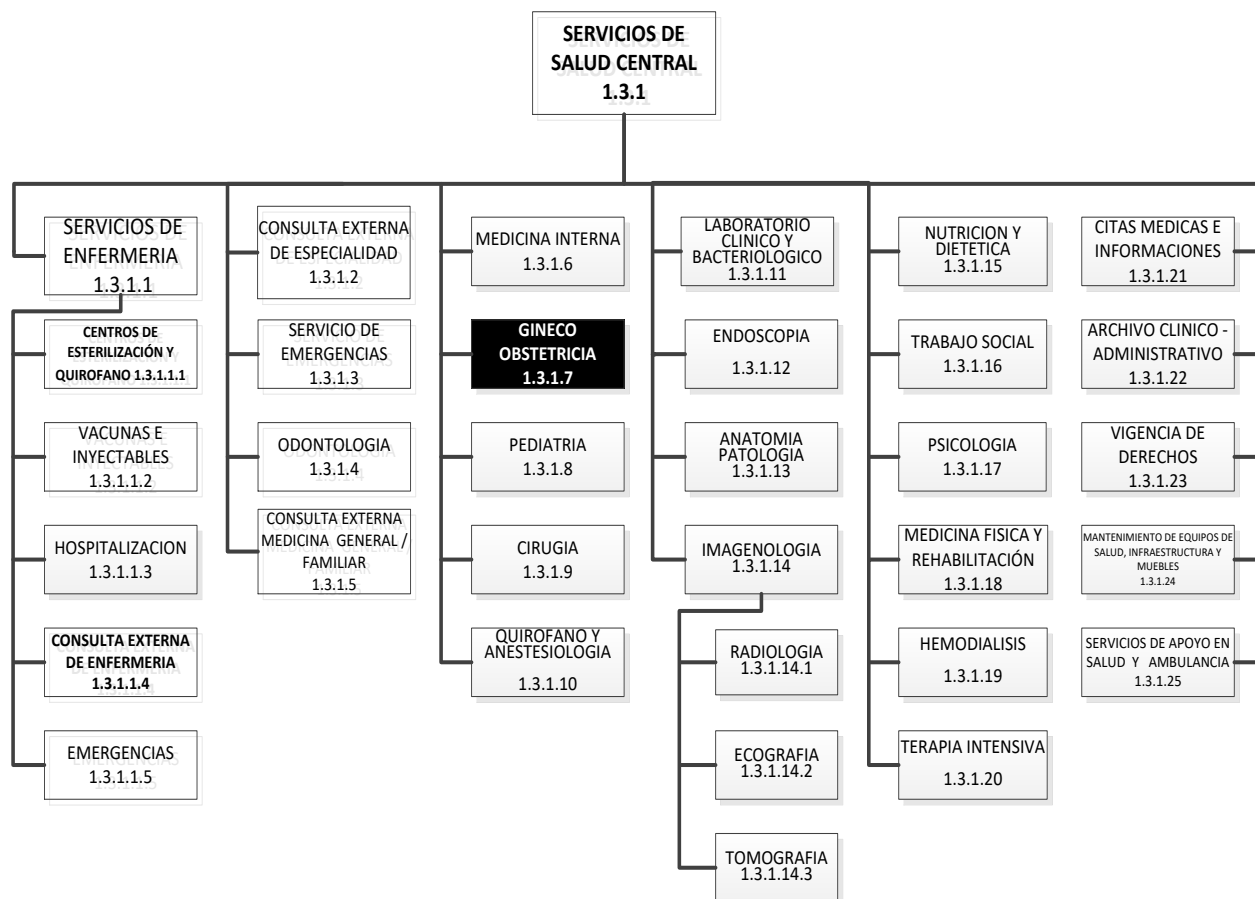 SERVICIOS DE
SALUD CENTRAL
1.3.1
SERVICIOS DE
ENFERMERIA
1.3.1.1
CENTROS DE
ESTERILIZACIÓN Y
QUIROFANO 1.3.1.1.1
VACUNAS E
INYECTABLES
1.3.1.1.2
HOSPITALIZACION
1.3.1.1.3
CONSULTA EXTERNA
DE ENFERMERIA
1.3.1.1.4
EMERGENCIAS
1.3.1.1.5
CONSULTA EXTERNA
DE ESPECIALIDAD
1.3.1.2
SERVICIO DE
EMERGENCIAS
1.3.1.3
ODONTOLOGIA
1.3.1.4
CONSULTA EXTERNA
MEDICINA GENERAL /
FAMILIAR
1.3.1.5
MEDICINA INTERNA
1.3.1.6
GINECO
OBSTETRICIA
1.3.1.7
PEDIATRIA
1.3.1.8
CIRUGIA
1.3.1.9
QUIROFANO Y
ANESTESIOLOGIA
1.3.1.10
LABORATORIO
CLINICO Y
BACTERIOLOGICO
1.3.1.11
ENDOSCOPIA
1.3.1.12
ANATOMIA
PATOLOGIA
1.3.1.13
IMAGENOLOGIA
1.3.1.14
RADIOLOGIA
1.3.1.14.1
ECOGRAFIA
1.3.1.14.2
TOMOGRAFIA
1.3.1.14.3
NUTRICION Y
DIETETICA
1.3.1.15
TRABAJO SOCIAL
1.3.1.16
PSICOLOGIA
1.3.1.17
MEDICINA FISICA Y
REHABILITACIÓN
1.3.1.18
HEMODIALISIS
1.3.1.19
TERAPIA INTENSIVA
1.3.1.20
CITAS MEDICAS E
INFORMACIONES
1.3.1.21
ARCHIVO CLINICO -
ADMINISTRATIVO
1.3.1.22
VIGENCIA DE
DERECHOS
1.3.1.23
MANTENIMIENTO DE EQUIPOS DE
SALUD, INFRAESTRUCTURA Y
MUEBLES
1.3.1.24
SERVICIOS DE APOYO EN
SALUD Y AMBULANCIA
1.3.1.25